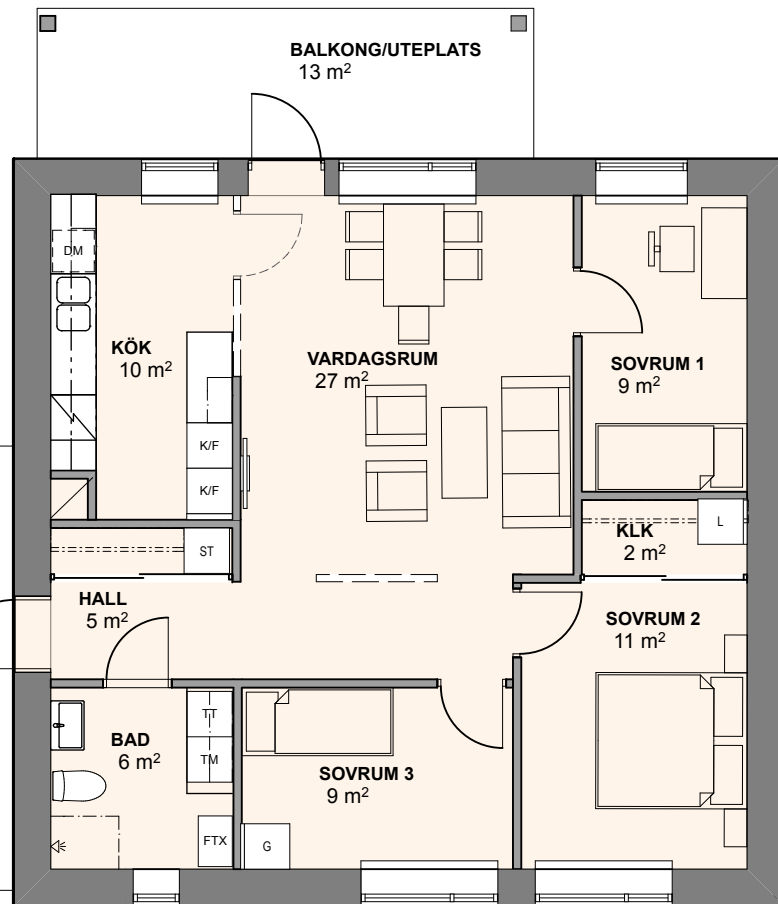 BALKONG/UTEPLATS
13 m²
DM
KÖK
10 m²
VARDAGSRUM
27 m²
SOVRUM 1
9 m²
K/F
K/F
ST
KLK
2 m²
L
HALL
5 m²
SOVRUM 2
11 m²
BAD
6 m²
TT
TM
SOVRUM 3
9 m²
FTX
G